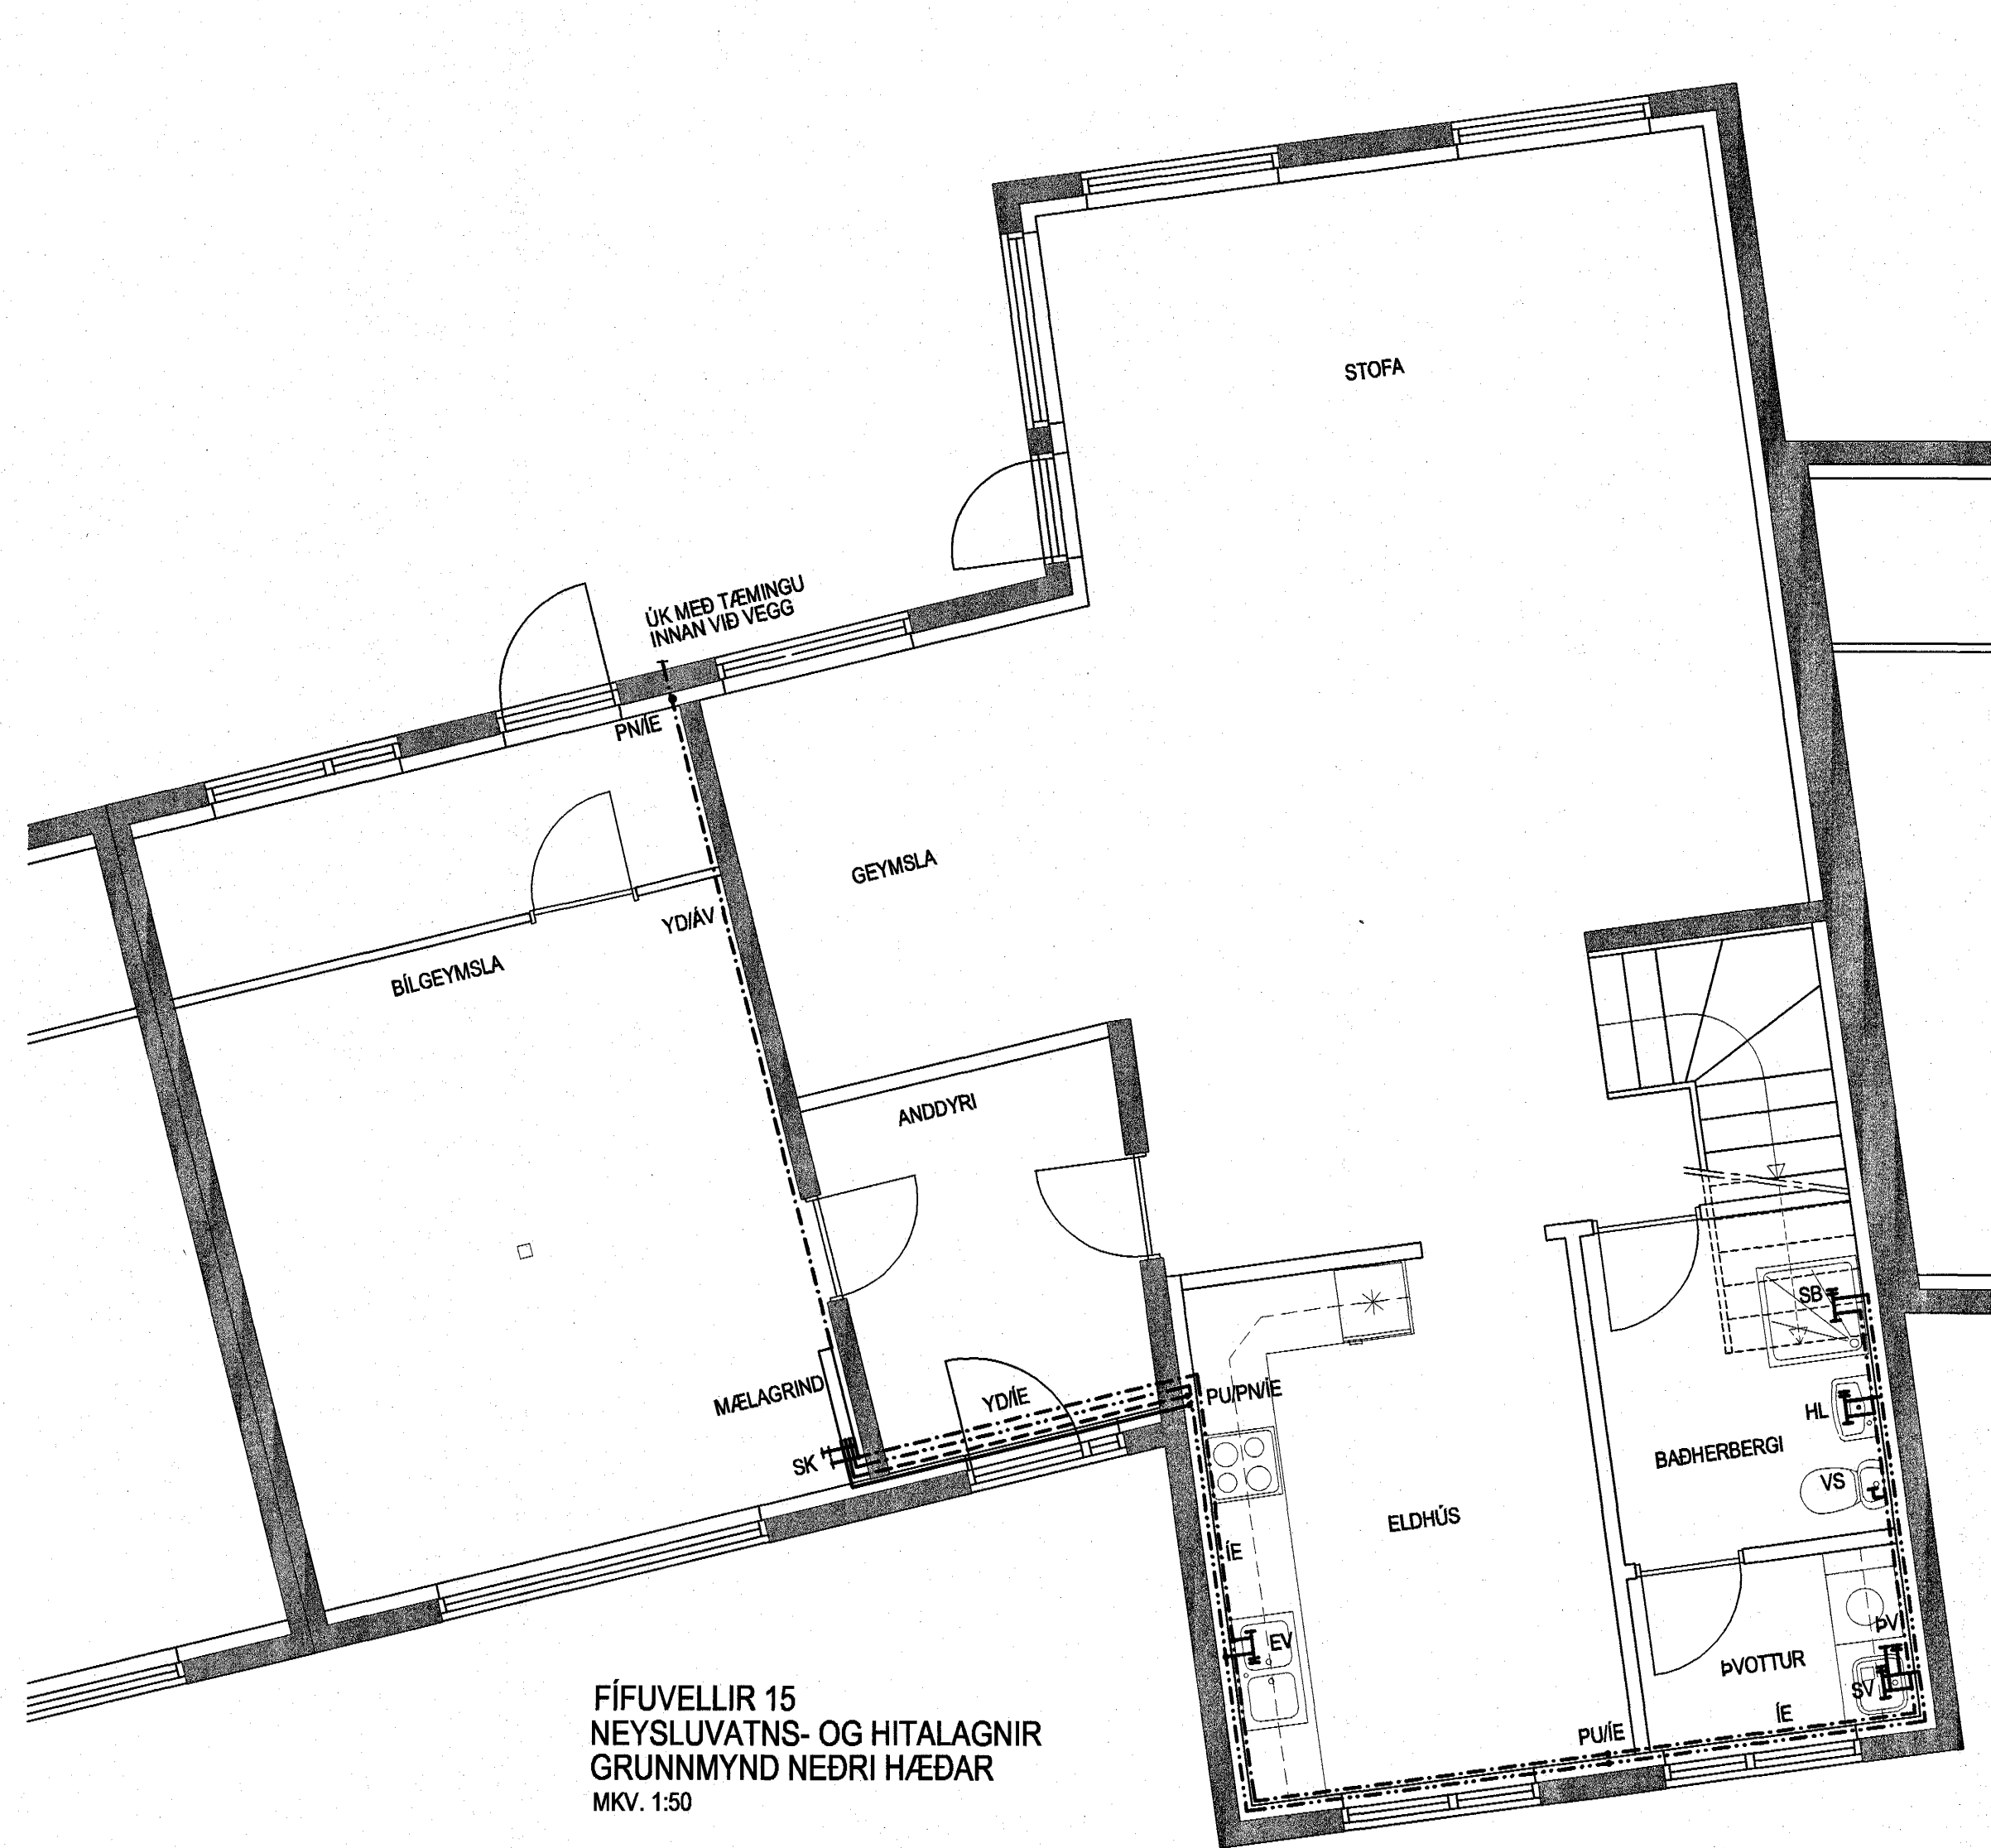 STOFA
ÚK MEÐ TÆMINGU
INNAN VIÐ VEGG
PN/ÍE
GEYMSLA
YD/ÁV
BÍLGEYMSLA
ANDDYRI
SB
MÆLAGRIND
YD/ÍE
PU/PN/ÍE
HL
BAÐHERBERGI
SK
VS
ELDHÚS
ÍE
EV
ÞV
ÞVOTTUR
SV
ÍE
PU/ÍE
FÍFUVELLIR 15
NEYSLUVATNS- OG HITALAGNIR
GRUNNMYND NEÐRI HÆÐAR
MKV. 1:50